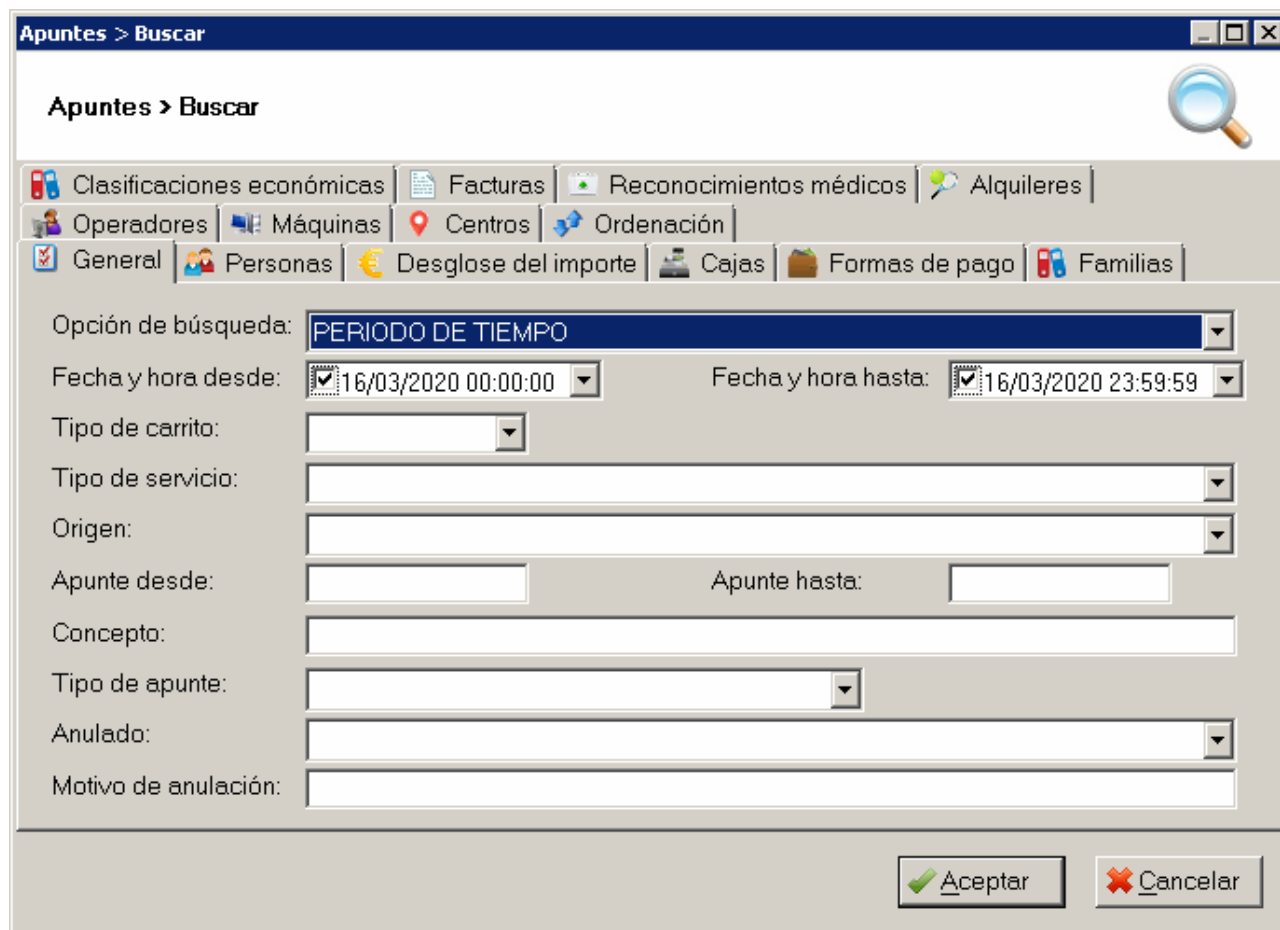 Apuntes > Buscar
Apuntes > Buscar
Clasificaciones económicas Facturas Reconocimientos médicos Alquileres
Operadores Máquinas Centros Ordenación
General Personas Desglose del importe Cajas Formas de pago Familias
Opción de búsqueda: PERIODO DE TIEMPO
Fecha y hora desde: 16/03/2020 00:00:00 Fecha y hora hasta: 16/03/2020 23:59:59
Tipo de carrito:
Tipo de servicio:
Origen:
Apunte desde: Apunte hasta:
Concepto:
Tipo de apunte:
Anulado:
Motivo de anulación:
Aceptar Cancelar